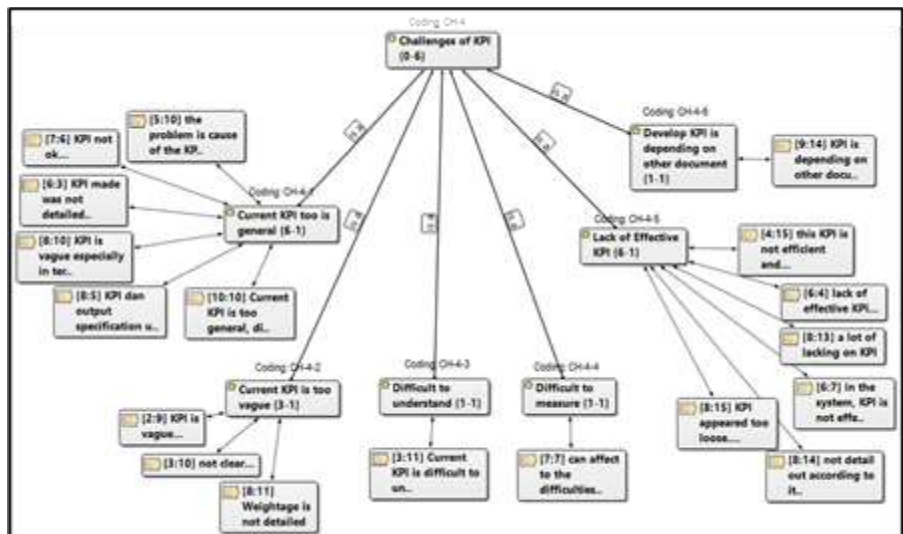 Coding: CH-4
Challenges of KPI
(0-6)
is a
is a
is a
is a
is a
is a
Coding: CH-4-6
Develop KPI is
depending on
other document
(1-1)
[9:14] KPI is
depending on
other docu..
[5:10] the
problem is cause
of the KP..
[7:6] KPI not
ok....
[6:3] KPI made
was not
detailed..
[8:10] KPI is
vague especially
in ter..
[8:5] KPI dan
output
specification u..
[10:10] Current
KPI is too
general, di..
Coding: CH-4-1
Current KPI too is
general (6-1)
Coding: CH-4-5
Lack of Effective
KPI (6-1)
[4:15] this KPI is
not efficient
and....
[6:4] lack of
effective KPI...
[8:13] a lot of
lacking on KPI
[6:7] in the
system, KPI is
not effe..
[8:15] KPI
appeared too
loose....
[8:14] not detail
out according to
it..
Coding: CH-4-2
Current KPI is too
vague (3-1)
[2:9] KPI is
vague...
[3:10] not clear...
[8:11]
Weightage is
not detailed
Coding: CH-4-3
Difficult to
understand (1-1)
[3:11] Current
KPI is difficult to
un..
Coding: CH-4-4
Difficult to
measure (1-1)
[7:7] can affect
to the
difficulties..